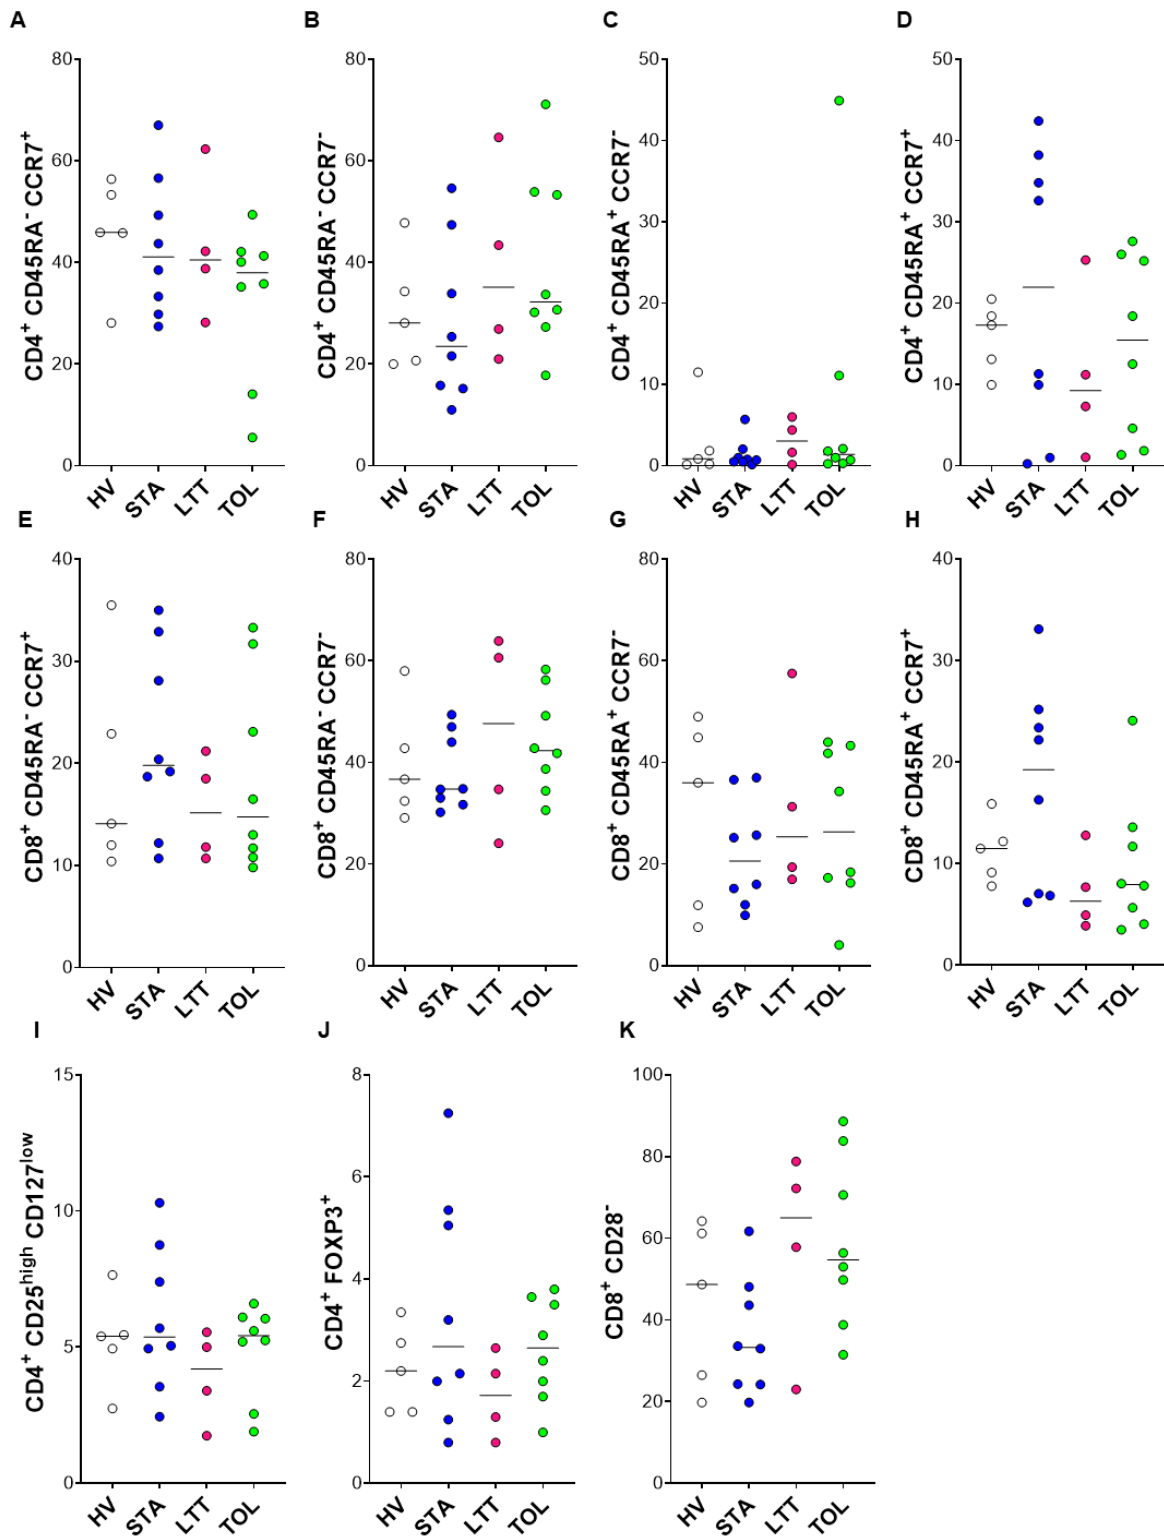 A
B
C
D
80
60
40
20
0
CD4+ CD45RA- CCR7+
HV
STA
LTT
TOL
80
60
40
20
0
CD4+ CD45RA- CCR7-
HV
STA
LTT
TOL
50
40
30
20
10
0
CD4+ CD45RA+ CCR7-
HV
STA
LTT
TOL
50
40
30
20
10
0
CD4+ CD45RA+ CCR7+
HV
STA
LTT
TOL
E
F
G
H
40
30
20
10
0
CD8+ CD45RA- CCR7+
HV
STA
LTT
TOL
80
60
40
20
0
CD8+ CD45RA- CCR7-
HV
STA
LTT
TOL
80
60
40
20
0
CD8+ CD45RA+ CCR7-
HV
STA
LTT
TOL
40
30
20
10
0
CD8+ CD45RA+ CCR7+
HV
STA
LTT
TOL
I
J
K
15
10
5
0
CD4+ CD25high CD127low
HV
STA
LTT
TOL
8
6
4
2
0
CD4+ FOXP3+
HV
STA
LTT
TOL
100
80
60
40
20
0
CD8+ CD28-
HV
STA
LTT
TOL